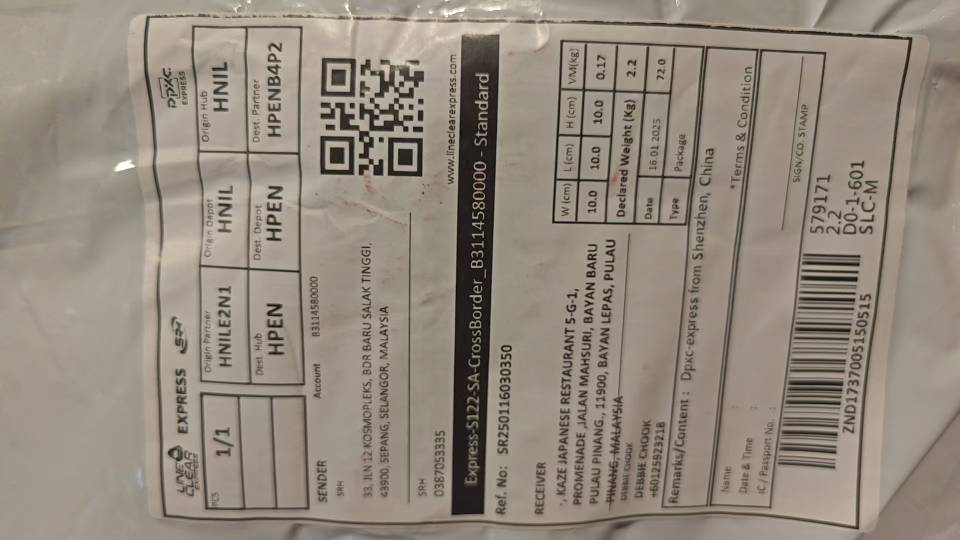 LINE CLEAR EXPRESS
EXPRESS
DPXC EXPRESS
PCS
1/1
Origin Partner
HNILE2N1
Origin Depot
HNIL
Origin Hub
HNIL
Dest. Hub
HPEN
Dest. Depot
HPEN
Dest. Partner
HPENB4P2
SENDER
Account B3114580000
SRH
33, JLN 12 KOSMOPLEKS, BDR BARU SALAK TINGGI,
43900, SEPANG, SELANGOR, MALAYSIA
SRH
0387053335
www.lineclearexpress.com
Express-S122-SA-CrossBorder_B3114580000 - Standard
Ref. No: SR250116030350
RECEIVER
*, KAZE JAPANESE RESTAURANT 5-G-1,
PROMENADE ,JALAN MAHSURI, BAYAN BARU
PULAU PINANG., 11900, BAYAN LEPAS, PULAU
PINANG, MALAYSIA
DEBBIE CHOOK
DEBBIE CHOOK
+60125923218
W (cm) L (cm) H (cm) VM(kg)
10.0 10.0 10.0 0.17
Declared Weight (Kg) 2.2
Date 16.01.2025 72.0
Type Package
Remarks/Content : Dpxc-express from Shenzhen, China
Name :
Date & Time :
IC / Passport No. :
*Terms & Condition
SIGN/CO. STAMP
ZND1737005150515
579171
2.2
D0-1-601
SLC-M